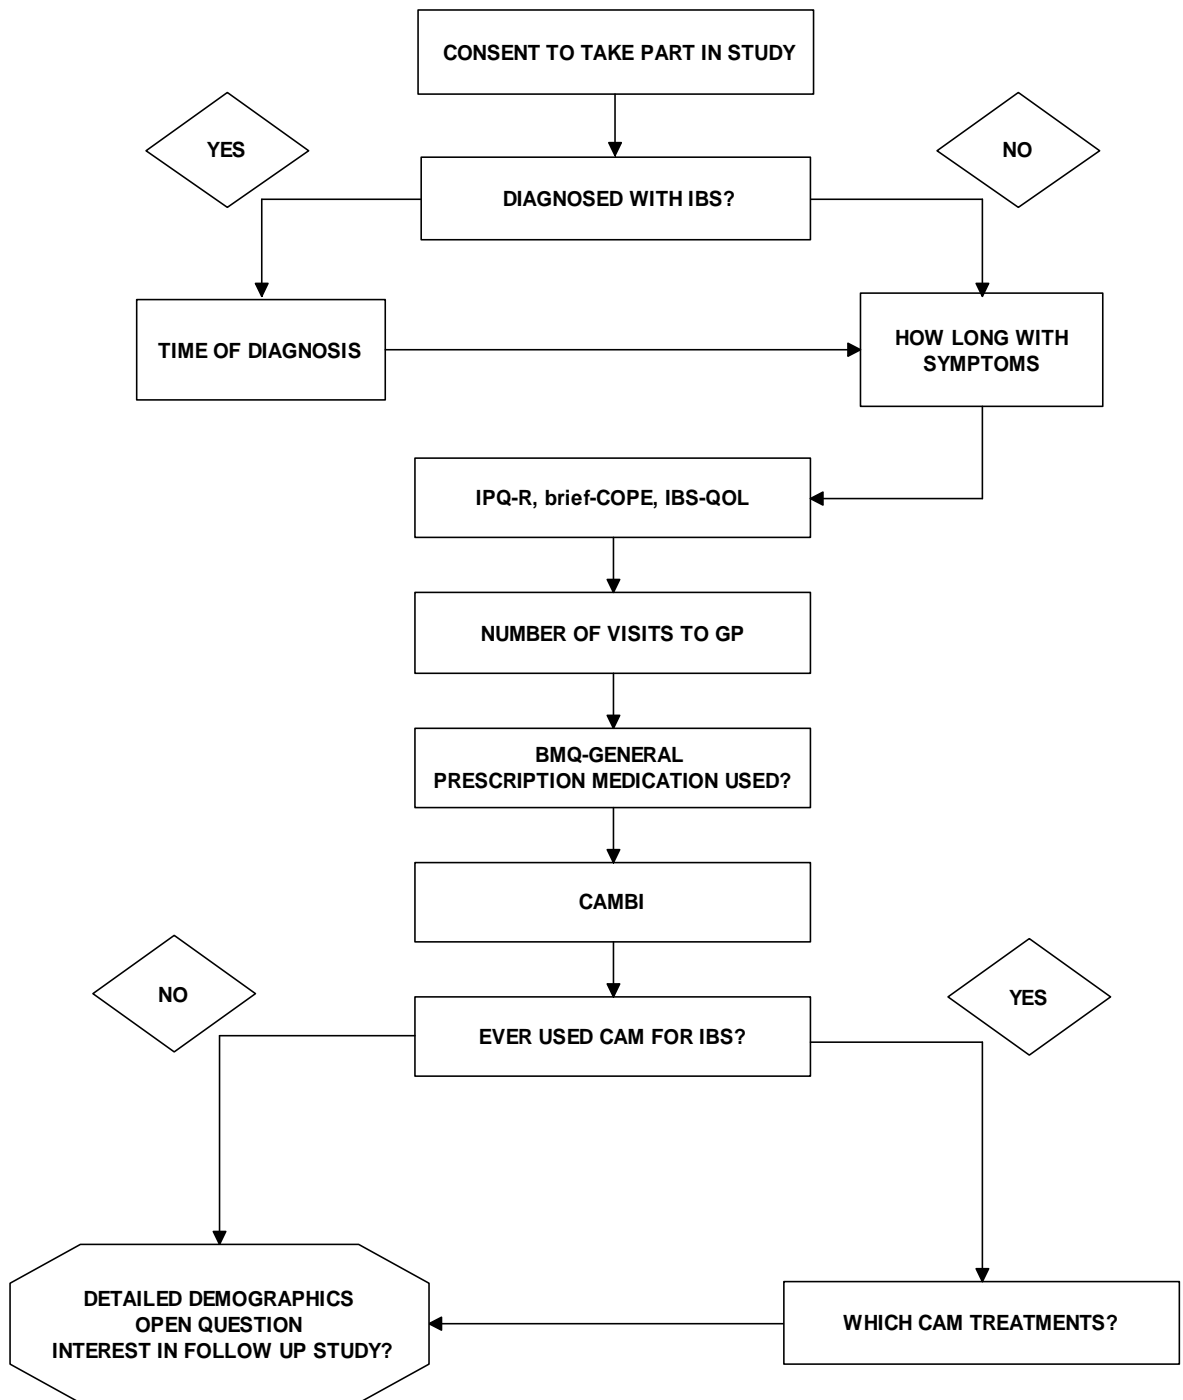 CONSENT TO TAKE PART IN STUDY
YES
NO
DIAGNOSED WITH IBS?
TIME OF DIAGNOSIS
HOW LONG WITH
SYMPTOMS
IPQ-R, brief-COPE, IBS-QOL
NUMBER OF VISITS TO GP
BMQ-GENERAL
PRESCRIPTION MEDICATION USED?
CAMBI
NO
YES
EVER USED CAM FOR IBS?
DETAILED DEMOGRAPHICS
OPEN QUESTION
INTEREST IN FOLLOW UP STUDY?
WHICH CAM TREATMENTS?